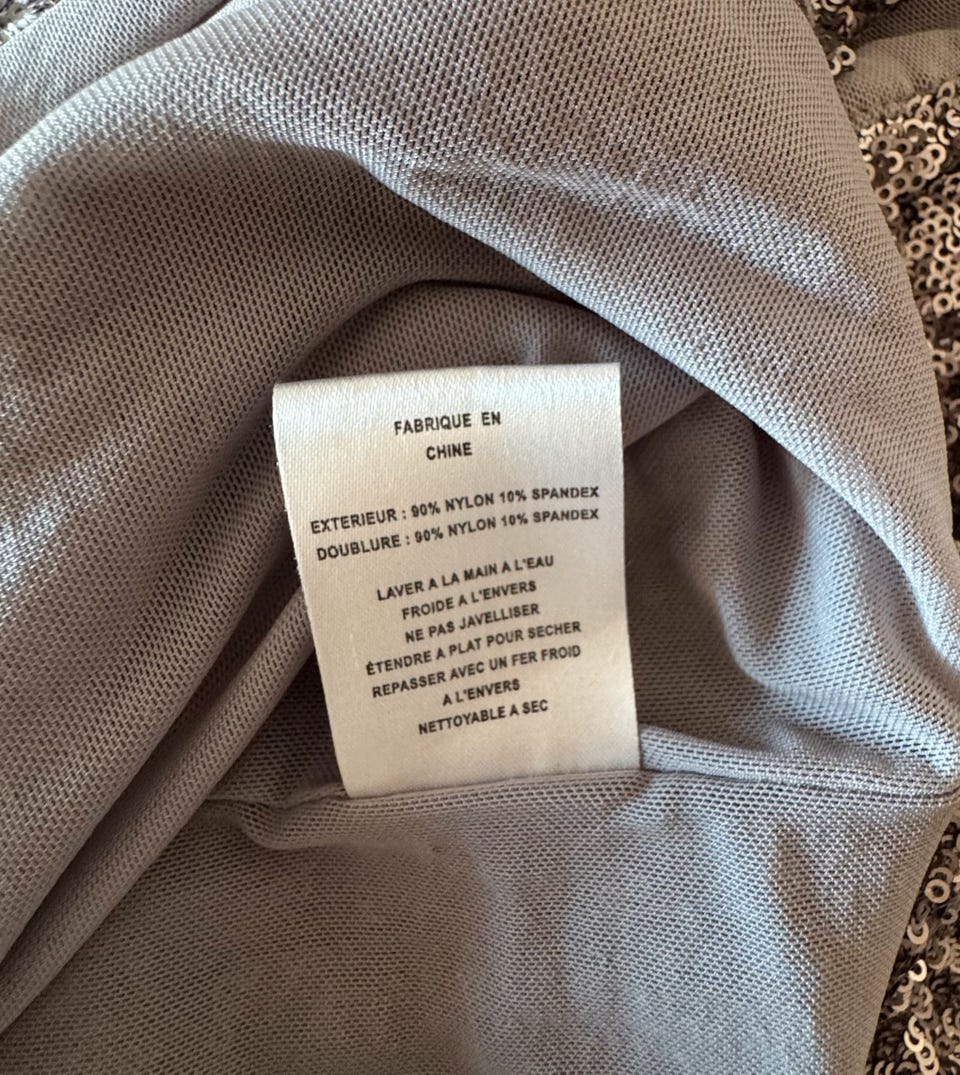 FABRIQUE EN
CHINE
EXTERIEUR : 90% NYLON 10% SPANDEX
DOUBLURE : 90% NYLON 10% SPANDEX
LAVER A LA MAIN A L'EAU
FROIDE A L'ENVERS
NE PAS JAVELLISER
ÉTENDRE A PLAT POUR SECHER
REPASSER AVEC UN FER FROID
A L'ENVERS
NETTOYABLE A SEC